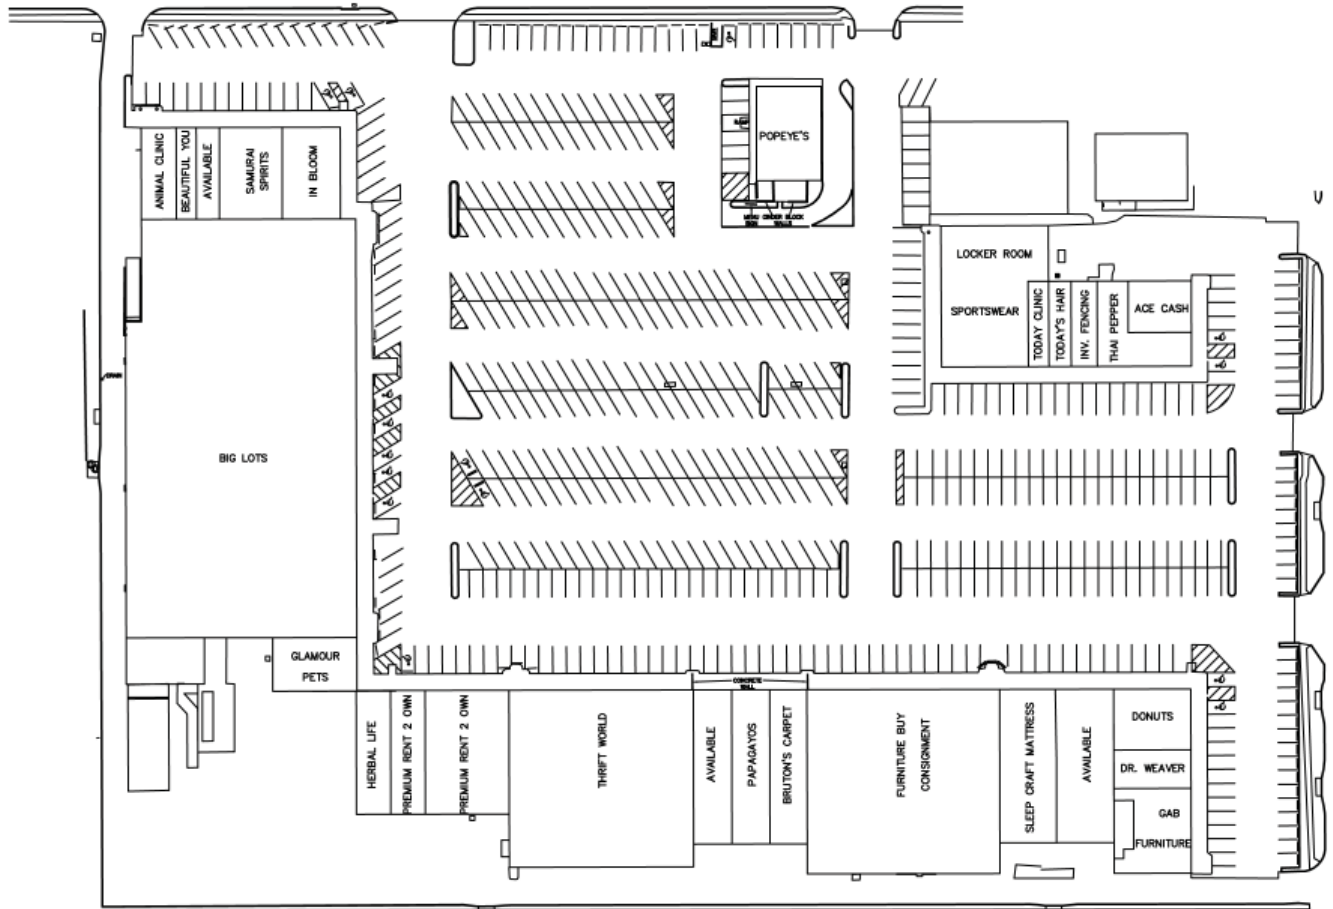 POPEYE'S
MENU CINDER BLOCK
SIGN WALLS
ANIMAL CLINIC
BEAUTIFUL YOU
AVAILABLE
SAMURAI
SPIRITS
IN BLOOM
LOCKER ROOM
SPORTSWEAR
TODAY CLINIC
TODAY'S HAIR
INV. FENCING
THAI PEPPER
ACE CASH
DRAIN
BIG LOTS
GLAMOUR
PETS
CONCRETE
WALL
HERBAL LIFE
PREMIUM RENT 2 OWN
PREMIUM RENT 2 OWN
THRIFT WORLD
AVAILABLE
PAPAGAYOS
BRUTON'S CARPET
FURNITURE BUY
CONSIGNMENT
SLEEP CRAFT MATTRESS
AVAILABLE
DONUTS
DR. WEAVER
GAB
FURNITURE